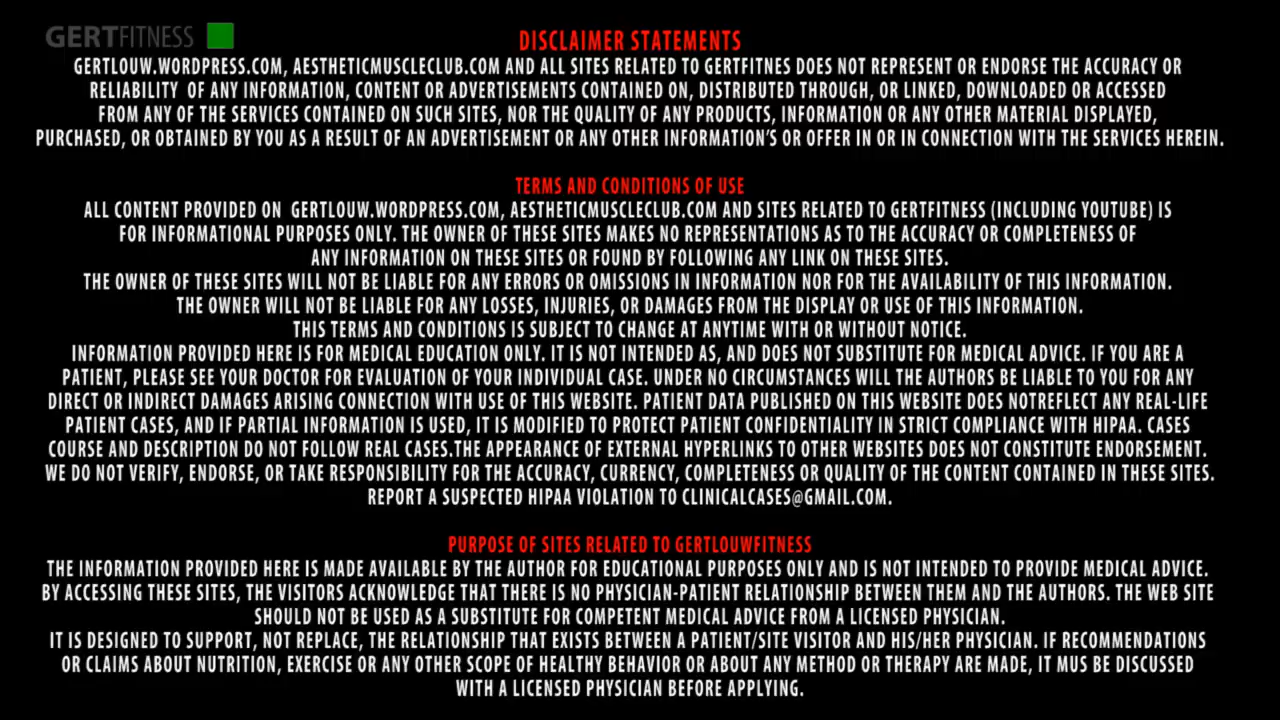 GERTFITNESS
DISCLAIMER STATEMENTS
GERTLOUW.WORDPRESS.COM, AESTHETICMUSCLECLUB.COM AND ALL SITES RELATED TO GERTFITNES DOES NOT REPRESENT OR ENDORSE THE ACCURACY OR
RELIABILITY OF ANY INFORMATION, CONTENT OR ADVERTISEMENTS CONTAINED ON, DISTRIBUTED THROUGH, OR LINKED, DOWNLOADED OR ACCESSED
FROM ANY OF THE SERVICES CONTAINED ON SUCH SITES, NOR THE QUALITY OF ANY PRODUCTS, INFORMATION OR ANY OTHER MATERIAL DISPLAYED,
PURCHASED, OR OBTAINED BY YOU AS A RESULT OF AN ADVERTISEMENT OR ANY OTHER INFORMATION'S OR OFFER IN OR IN CONNECTION WITH THE SERVICES HEREIN.
TERMS AND CONDITIONS OF USE
ALL CONTENT PROVIDED ON GERTLOUW.WORDPRESS.COM, AESTHETICMUSCLECLUB.COM AND SITES RELATED TO GERTFITNESS (INCLUDING YOUTUBE) IS
FOR INFORMATIONAL PURPOSES ONLY. THE OWNER OF THESE SITES MAKES NO REPRESENTATIONS AS TO THE ACCURACY OR COMPLETENESS OF
ANY INFORMATION ON THESE SITES OR FOUND BY FOLLOWING ANY LINK ON THESE SITES.
THE OWNER OF THESE SITES WILL NOT BE LIABLE FOR ANY ERRORS OR OMISSIONS IN INFORMATION NOR FOR THE AVAILABILITY OF THIS INFORMATION.
THE OWNER WILL NOT BE LIABLE FOR ANY LOSSES, INJURIES, OR DAMAGES FROM THE DISPLAY OR USE OF THIS INFORMATION.
THIS TERMS AND CONDITIONS IS SUBJECT TO CHANGE AT ANYTIME WITH OR WITHOUT NOTICE.
INFORMATION PROVIDED HERE IS FOR MEDICAL EDUCATION ONLY. IT IS NOT INTENDED AS, AND DOES NOT SUBSTITUTE FOR MEDICAL ADVICE. IF YOU ARE A
PATIENT, PLEASE SEE YOUR DOCTOR FOR EVALUATION OF YOUR INDIVIDUAL CASE. UNDER NO CIRCUMSTANCES WILL THE AUTHORS BE LIABLE TO YOU FOR ANY
DIRECT OR INDIRECT DAMAGES ARISING CONNECTION WITH USE OF THIS WEBSITE. PATIENT DATA PUBLISHED ON THIS WEBSITE DOES NOTREFLECT ANY REAL-LIFE
PATIENT CASES, AND IF PARTIAL INFORMATION IS USED, IT IS MODIFIED TO PROTECT PATIENT CONFIDENTIALITY IN STRICT COMPLIANCE WITH HIPAA. CASES
COURSE AND DESCRIPTION DO NOT FOLLOW REAL CASES.THE APPEARANCE OF EXTERNAL HYPERLINKS TO OTHER WEBSITES DOES NOT CONSTITUTE ENDORSEMENT.
WE DO NOT VERIFY, ENDORSE, OR TAKE RESPONSIBILITY FOR THE ACCURACY, CURRENCY, COMPLETENESS OR QUALITY OF THE CONTENT CONTAINED IN THESE SITES.
REPORT A SUSPECTED HIPAA VIOLATION TO CLINICALCASES@GMAIL.COM.
PURPOSE OF SITES RELATED TO GERTLOUWFITNESS
THE INFORMATION PROVIDED HERE IS MADE AVAILABLE BY THE AUTHOR FOR EDUCATIONAL PURPOSES ONLY AND IS NOT INTENDED TO PROVIDE MEDICAL ADVICE.
BY ACCESSING THESE SITES, THE VISITORS ACKNOWLEDGE THAT THERE IS NO PHYSICIAN-PATIENT RELATIONSHIP BETWEEN THEM AND THE AUTHORS. THE WEB SITE
SHOULD NOT BE USED AS A SUBSTITUTE FOR COMPETENT MEDICAL ADVICE FROM A LICENSED PHYSICIAN.
IT IS DESIGNED TO SUPPORT, NOT REPLACE, THE RELATIONSHIP THAT EXISTS BETWEEN A PATIENT/SITE VISITOR AND HIS/HER PHYSICIAN. IF RECOMMENDATIONS
OR CLAIMS ABOUT NUTRITION, EXERCISE OR ANY OTHER SCOPE OF HEALTHY BEHAVIOR OR ABOUT ANY METHOD OR THERAPY ARE MADE, IT MUS BE DISCUSSED
WITH A LICENSED PHYSICIAN BEFORE APPLYING.